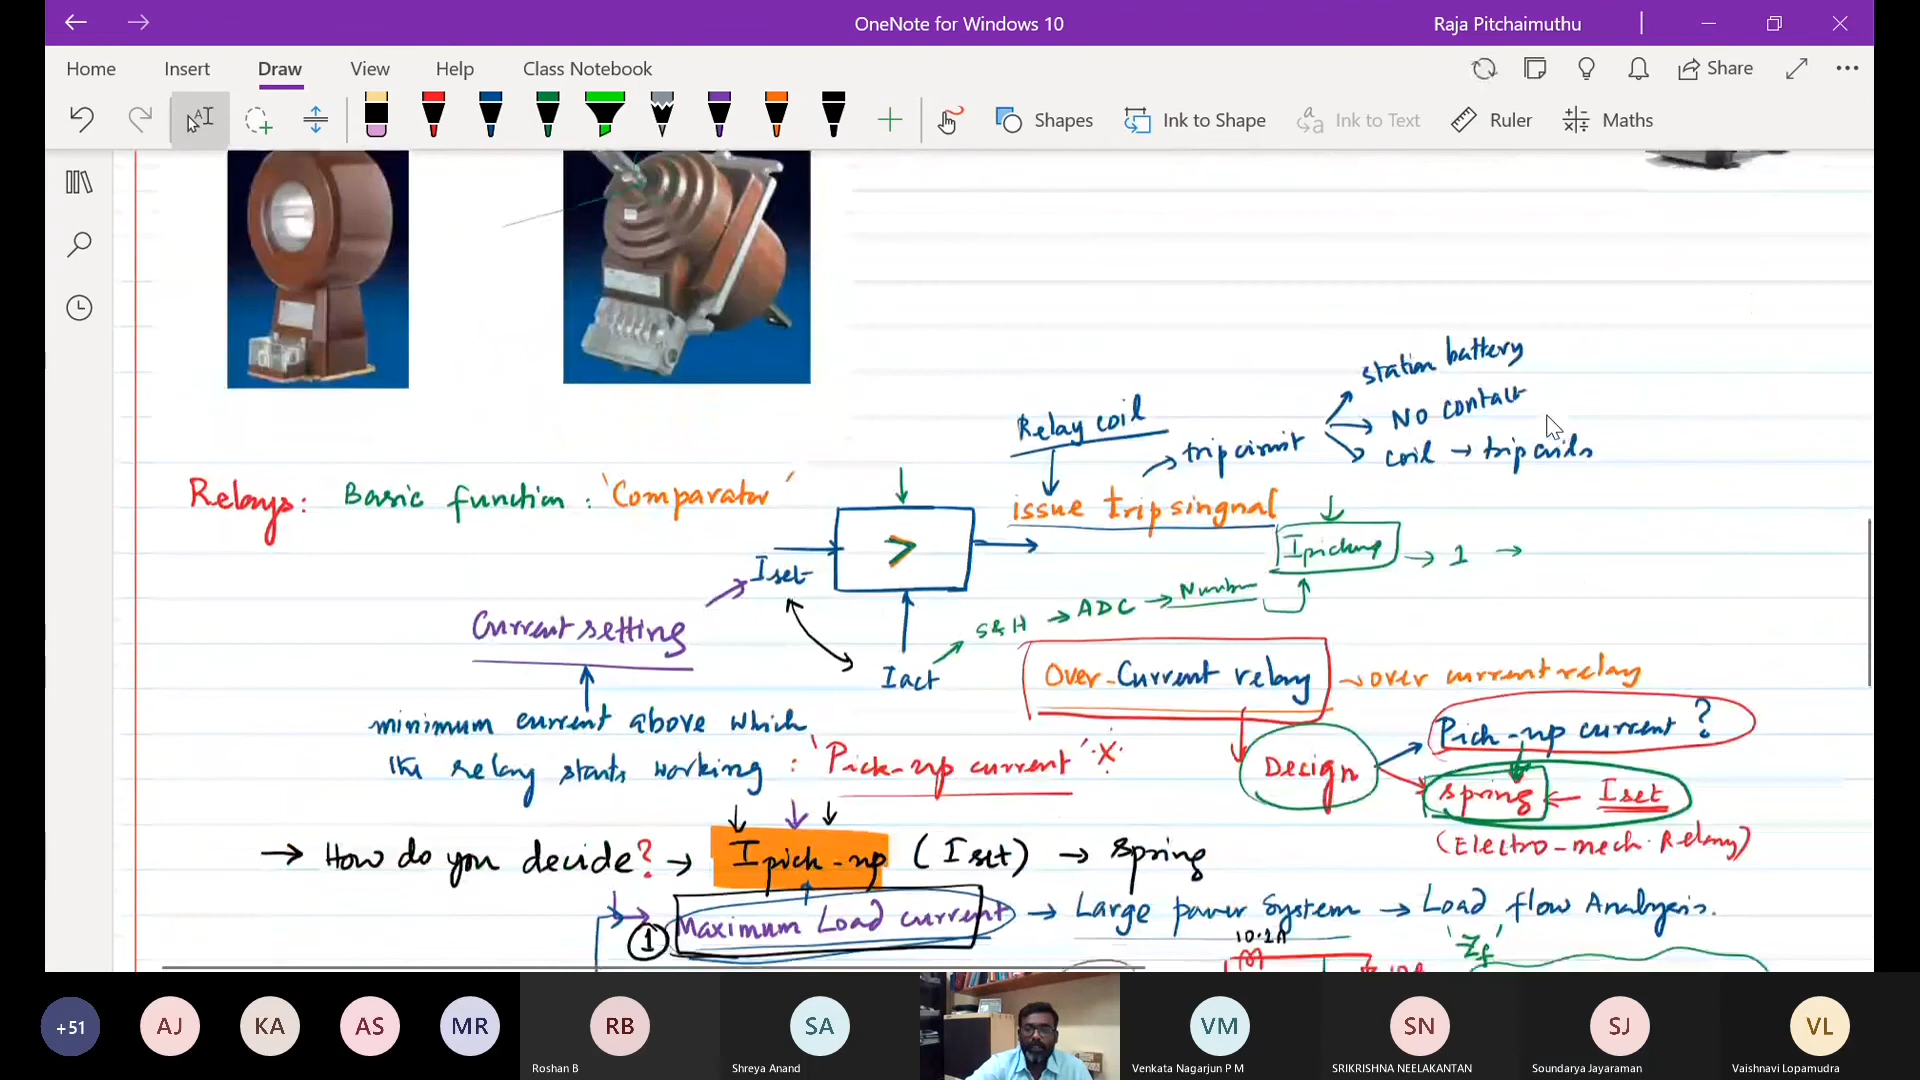 OneNote for Windows 10
Raja Pitchaimuthu
Home Insert Draw View Help Class Notebook Share
Shapes Ink to Shape Ink to Text Ruler Maths
station battery
Relay coil
NO contact
trip circuit
coil → trip coils
Relays: Basic function : 'Comparator'
issue trip singnal
>
Ipickup → 1 →
Iset
S&H → ADC → Number
Current setting
Iact
Over-Current relay → over current relay
minimum current above which
Pick-up current ?
the relay starts working : 'Pick-up current'
Design
spring ← Iset
(Electro-mech. Relay)
→ How do you decide? → Ipick-up (Iset) → spring
① Maximum Load current → Large power system → Load flow Analysis.
10.2A
'Zf'
+51 AJ KA AS MR RB SA VM SN SJ VL
Roshan B Shreya Anand Venkata Nagarjun P M SRIKRISHNA NEELAKANTAN Soundarya Jayaraman Vaishnavi Lopamudra